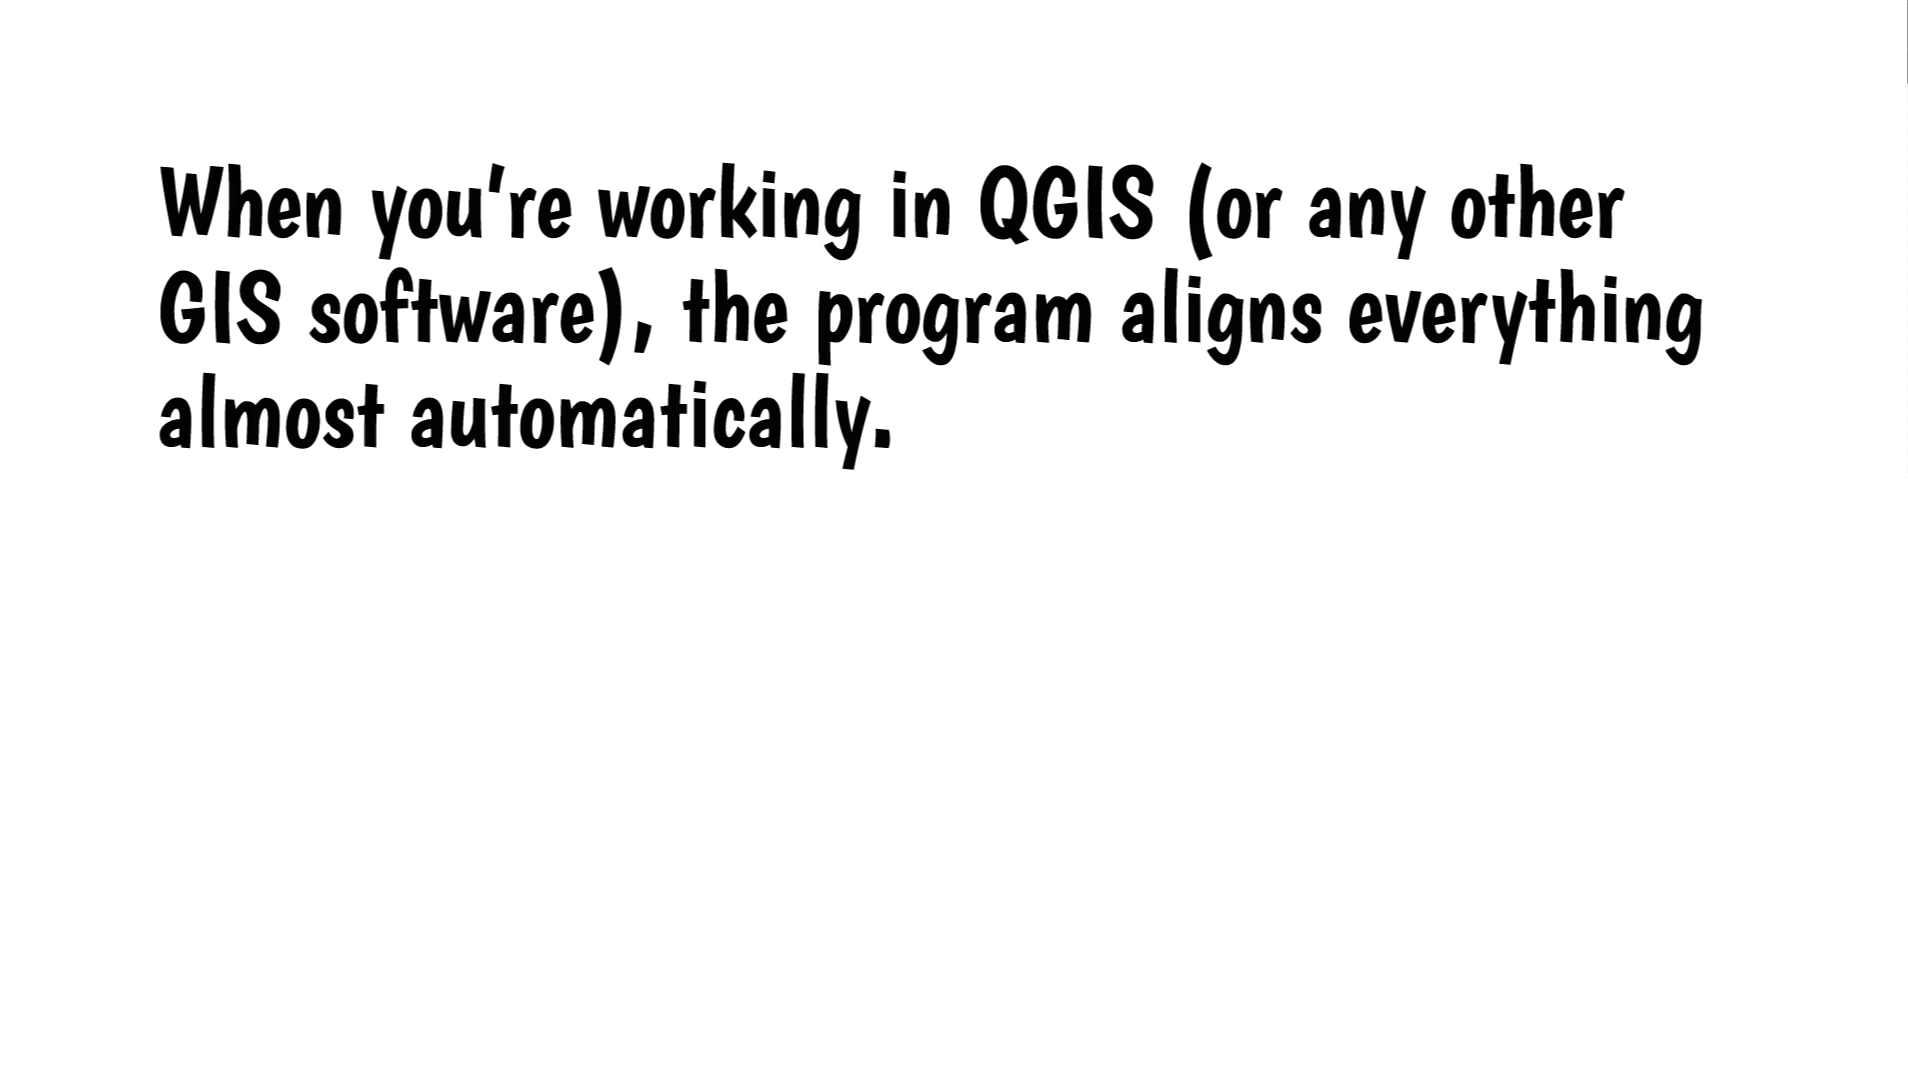 When you're working in QGIS (or any other
GIS software), the program aligns everything
almost automatically.